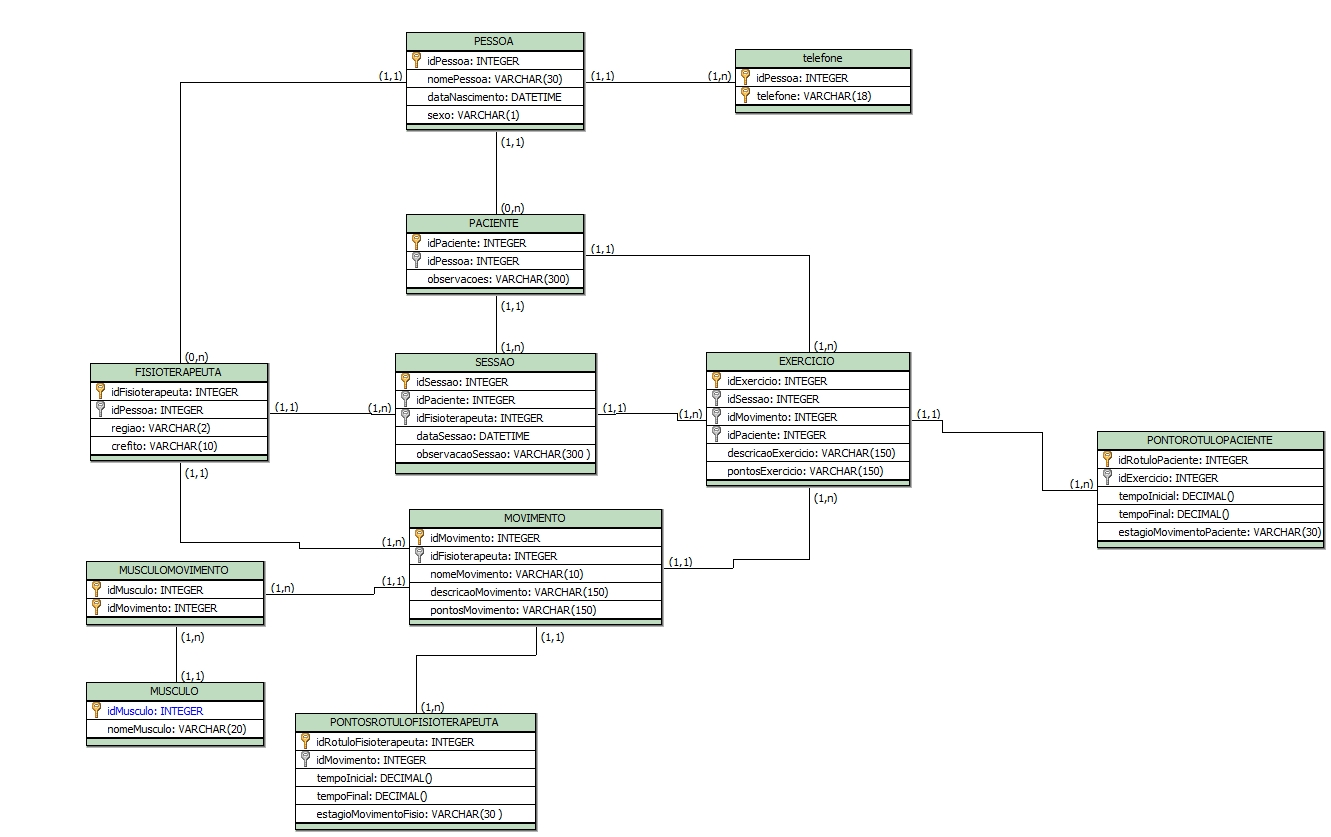 PESSOA
idPessoa: INTEGER
nomePessoa: VARCHAR(30)
dataNascimento: DATETIME
sexo: VARCHAR(1)
(1,1)
(1,1)
(1,n)
telefone
idPessoa: INTEGER
telefone: VARCHAR(18)
(1,1)
(0,n)
PACIENTE
idPaciente: INTEGER
idPessoa: INTEGER
observacoes: VARCHAR(300)
(1,1)
(1,1)
(0,n)
(1,n)
(1,n)
FISIOTERAPEUTA
idFisioterapeuta: INTEGER
idPessoa: INTEGER
regiao: VARCHAR(2)
crefito: VARCHAR(10)
(1,1)
(1,n)
SESSAO
idSessao: INTEGER
idPaciente: INTEGER
idFisioterapeuta: INTEGER
dataSessao: DATETIME
observacaoSessao: VARCHAR(300 )
(1,1)
(1,n)
EXERCICIO
idExercicio: INTEGER
idSessao: INTEGER
idMovimento: INTEGER
idPaciente: INTEGER
descricaoExercicio: VARCHAR(150)
pontosExercicio: VARCHAR(150)
(1,1)
(1,n)
PONTOROTULOPACIENTE
idRotuloPaciente: INTEGER
idExercicio: INTEGER
tempoInicial: DECIMAL()
tempoFinal: DECIMAL()
estagioMovimentoPaciente: VARCHAR(30)
(1,1)
(1,n)
(1,n)
MOVIMENTO
idMovimento: INTEGER
idFisioterapeuta: INTEGER
nomeMovimento: VARCHAR(10)
descricaoMovimento: VARCHAR(150)
pontosMovimento: VARCHAR(150)
(1,1)
MUSCULOMOVIMENTO
idMusculo: INTEGER
idMovimento: INTEGER
(1,n)
(1,1)
(1,n)
(1,1)
(1,1)
MUSCULO
idMusculo: INTEGER
nomeMusculo: VARCHAR(20)
(1,n)
PONTOSROTULOFISIOTERAPEUTA
idRotuloFisioterapeuta: INTEGER
idMovimento: INTEGER
tempoInicial: DECIMAL()
tempoFinal: DECIMAL()
estagioMovimentoFisio: VARCHAR(30 )